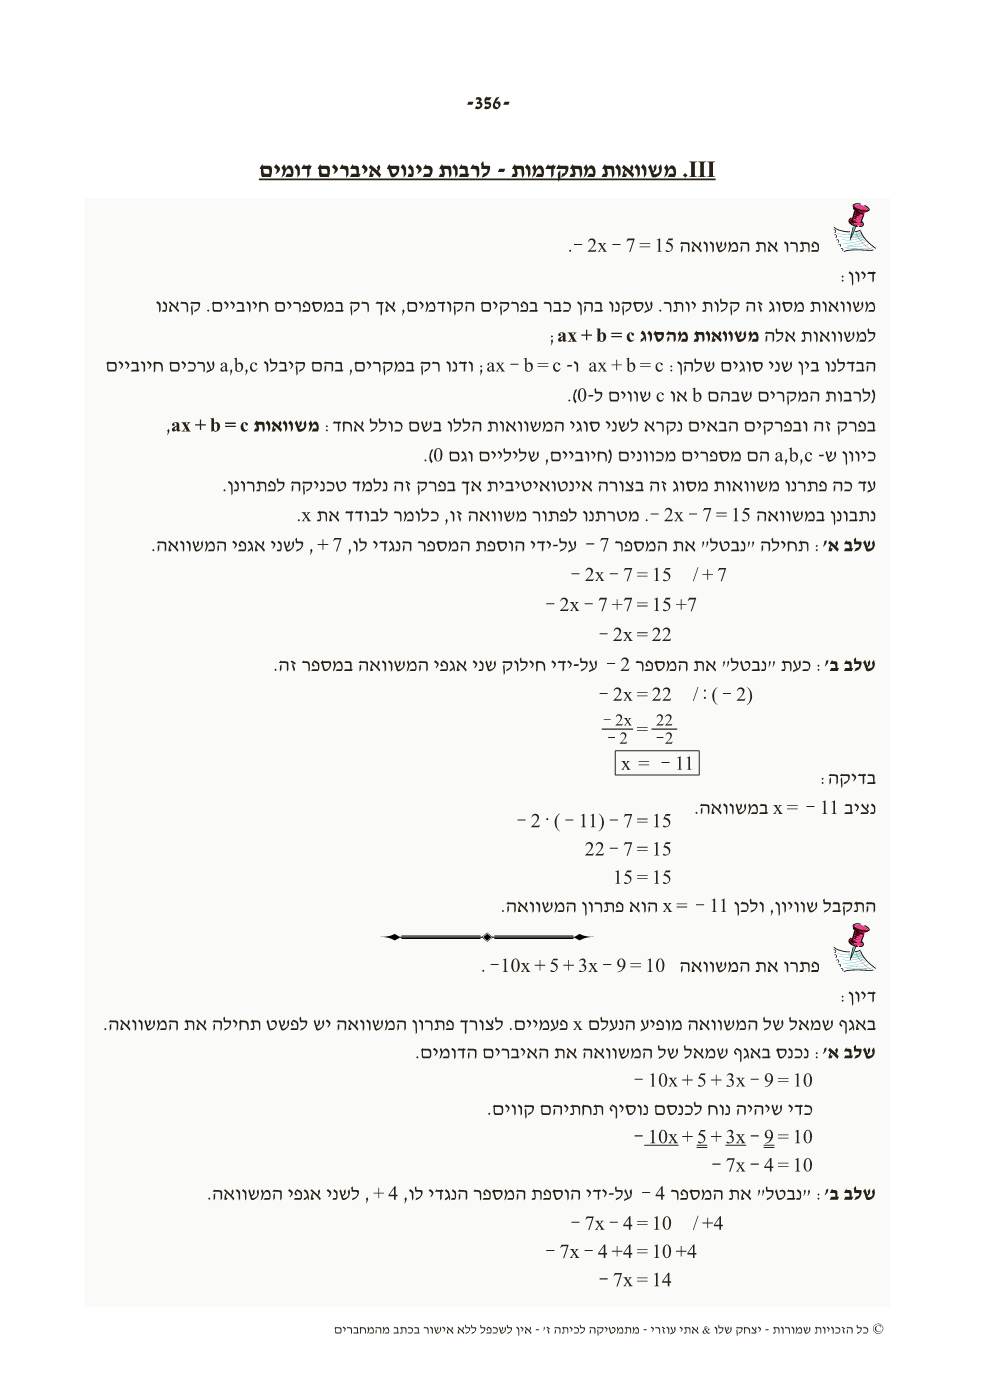 -356-
III. משוואות מתקדמות - לרבות כינוס איברים דומים
פתרו את המשוואה −2x − 7 = 15.
דיון :
משוואות מסוג זה קלות יותר. עסקנו בהן כבר בפרקים הקודמים, אך רק במספרים חיוביים. קראנו
למשוואות אלה משוואות מהסוג ax + b = c ;
הבדלנו בין שני סוגים שלהן : ax + b = c ו- ax − b = c ; ודנו רק במקרים, בהם קיבלו a,b,c ערכים חיוביים
(לרבות המקרים שבהם b או c שווים ל-0).
בפרק זה ובפרקים הבאים נקרא לשני סוגי המשוואות הללו בשם כולל אחד : משוואות ax + b = c,
כיוון ש- a,b,c הם מספרים מכוונים (חיוביים, שליליים וגם 0).
עד כה פתרנו משוואות מסוג זה בצורה אינטואיטיבית אך בפרק זה נלמד טכניקה לפתרונן.
נתבונן במשוואה −2x − 7 = 15. מטרתנו לפתור משוואה זו, כלומר לבודד את x.
שלב א' : תחילה "נבטל" את המספר −7 על-ידי הוספת המספר הנגדי לו, +7 , לשני אגפי המשוואה.
−2x − 7 = 15 /+7
−2x − 7 +7 = 15 +7
−2x = 22
שלב ב' : כעת "נבטל" את המספר −2 על-ידי חילוק שני אגפי המשוואה במספר זה.
−2x = 22 /:(−2)
−2x/−2 = 22/−2
x = −11
בדיקה :
נציב x = −11 במשוואה.
−2·(−11) − 7 = 15
22 − 7 = 15
15 = 15
התקבל שוויון, ולכן x = −11 הוא פתרון המשוואה.
פתרו את המשוואה −10x + 5 + 3x − 9 = 10 .
דיון :
באגף שמאל של המשוואה מופיע הנעלם x פעמיים. לצורך פתרון המשוואה יש לפשט תחילה את המשוואה.
שלב א' : נכנס באגף שמאל של המשוואה את האיברים הדומים.
−10x + 5 + 3x − 9 = 10
כדי שיהיה נוח לכנסם נוסיף תחתיהם קווים.
−10x + 5 + 3x − 9 = 10
−7x − 4 = 10
שלב ב' : "נבטל" את המספר −4 על-ידי הוספת המספר הנגדי לו, +4 , לשני אגפי המשוואה.
−7x − 4 = 10 /+4
−7x − 4 +4 = 10 +4
−7x = 14
© כל הזכויות שמורות - יצחק שלו & אתי עוזרי - מתמטיקה לכיתה ז' - אין לשכפל ללא אישור בכתב מהמחברים